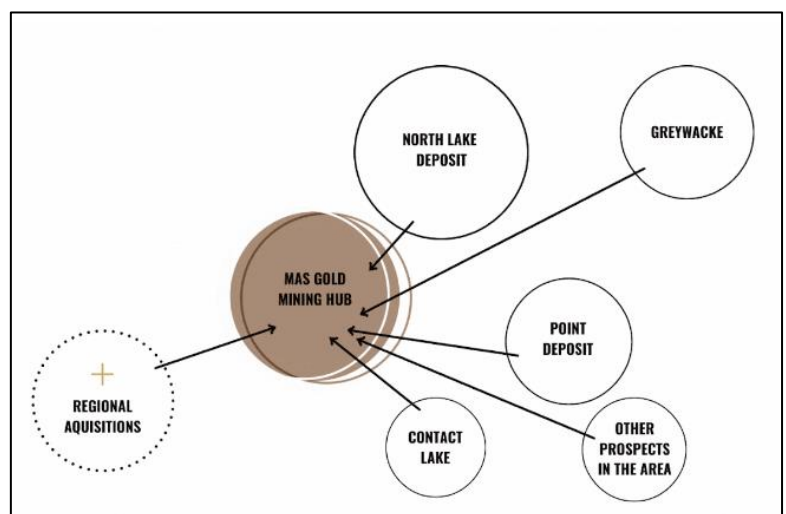 NORTH LAKE
DEPOSIT
GREYWACKE
MAS GOLD
MINING HUB
POINT
DEPOSIT
+
REGIONAL
AQUISITIONS
CONTACT
LAKE
OTHER
PROSPECTS
IN THE AREA